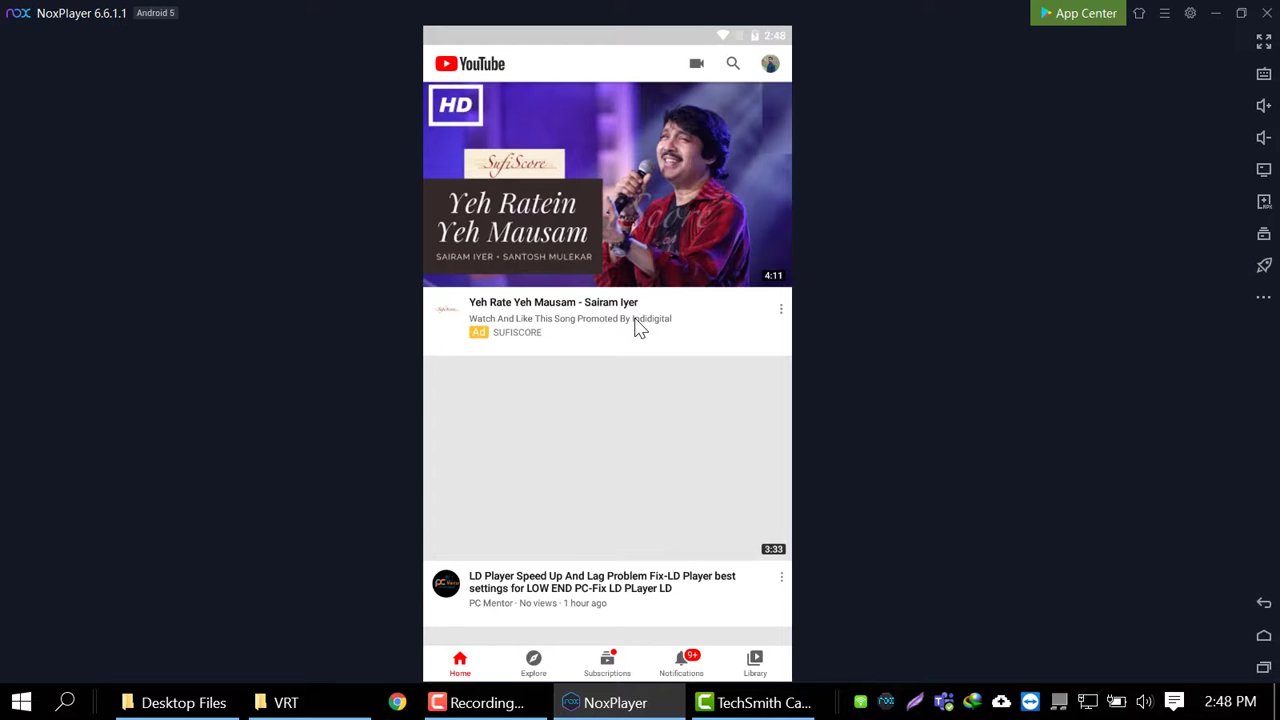 NoxPlayer 6.6.1.1 Android 5
App Center
2:48
YouTube
HD
SufiScore
Yeh Ratein
Yeh Mausam
SAIRAM IYER • SANTOSH MULEKAR
4:11
Yeh Rate Yeh Mausam - Sairam Iyer
Watch And Like This Song Promoted By Indidigital
Ad SUFISCORE
3:33
LD Player Speed Up And Lag Problem Fix-LD Player best
settings for LOW END PC-Fix LD PLayer LD
PC Mentor · No views · 1 hour ago
9+
Home Explore Subscriptions Notifications Library
Desktop Files VRT Recording... NoxPlayer TechSmith Ca... 2:48 PM